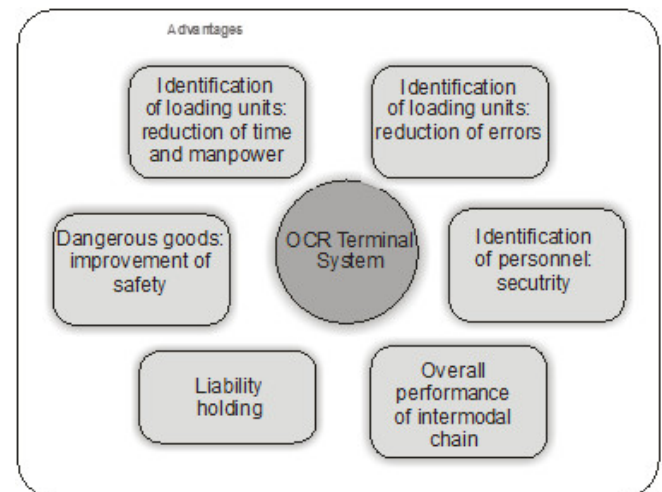 Advantages
Identification
of loading units:
reduction of time
and manpower
Identification
of loading units:
reduction of errors
Dangerous goods:
improvement of
safety
OCR Terminal
System
Identification
of personnel:
secutrity
Liability
holding
Overall
performance
of intermodal
chain